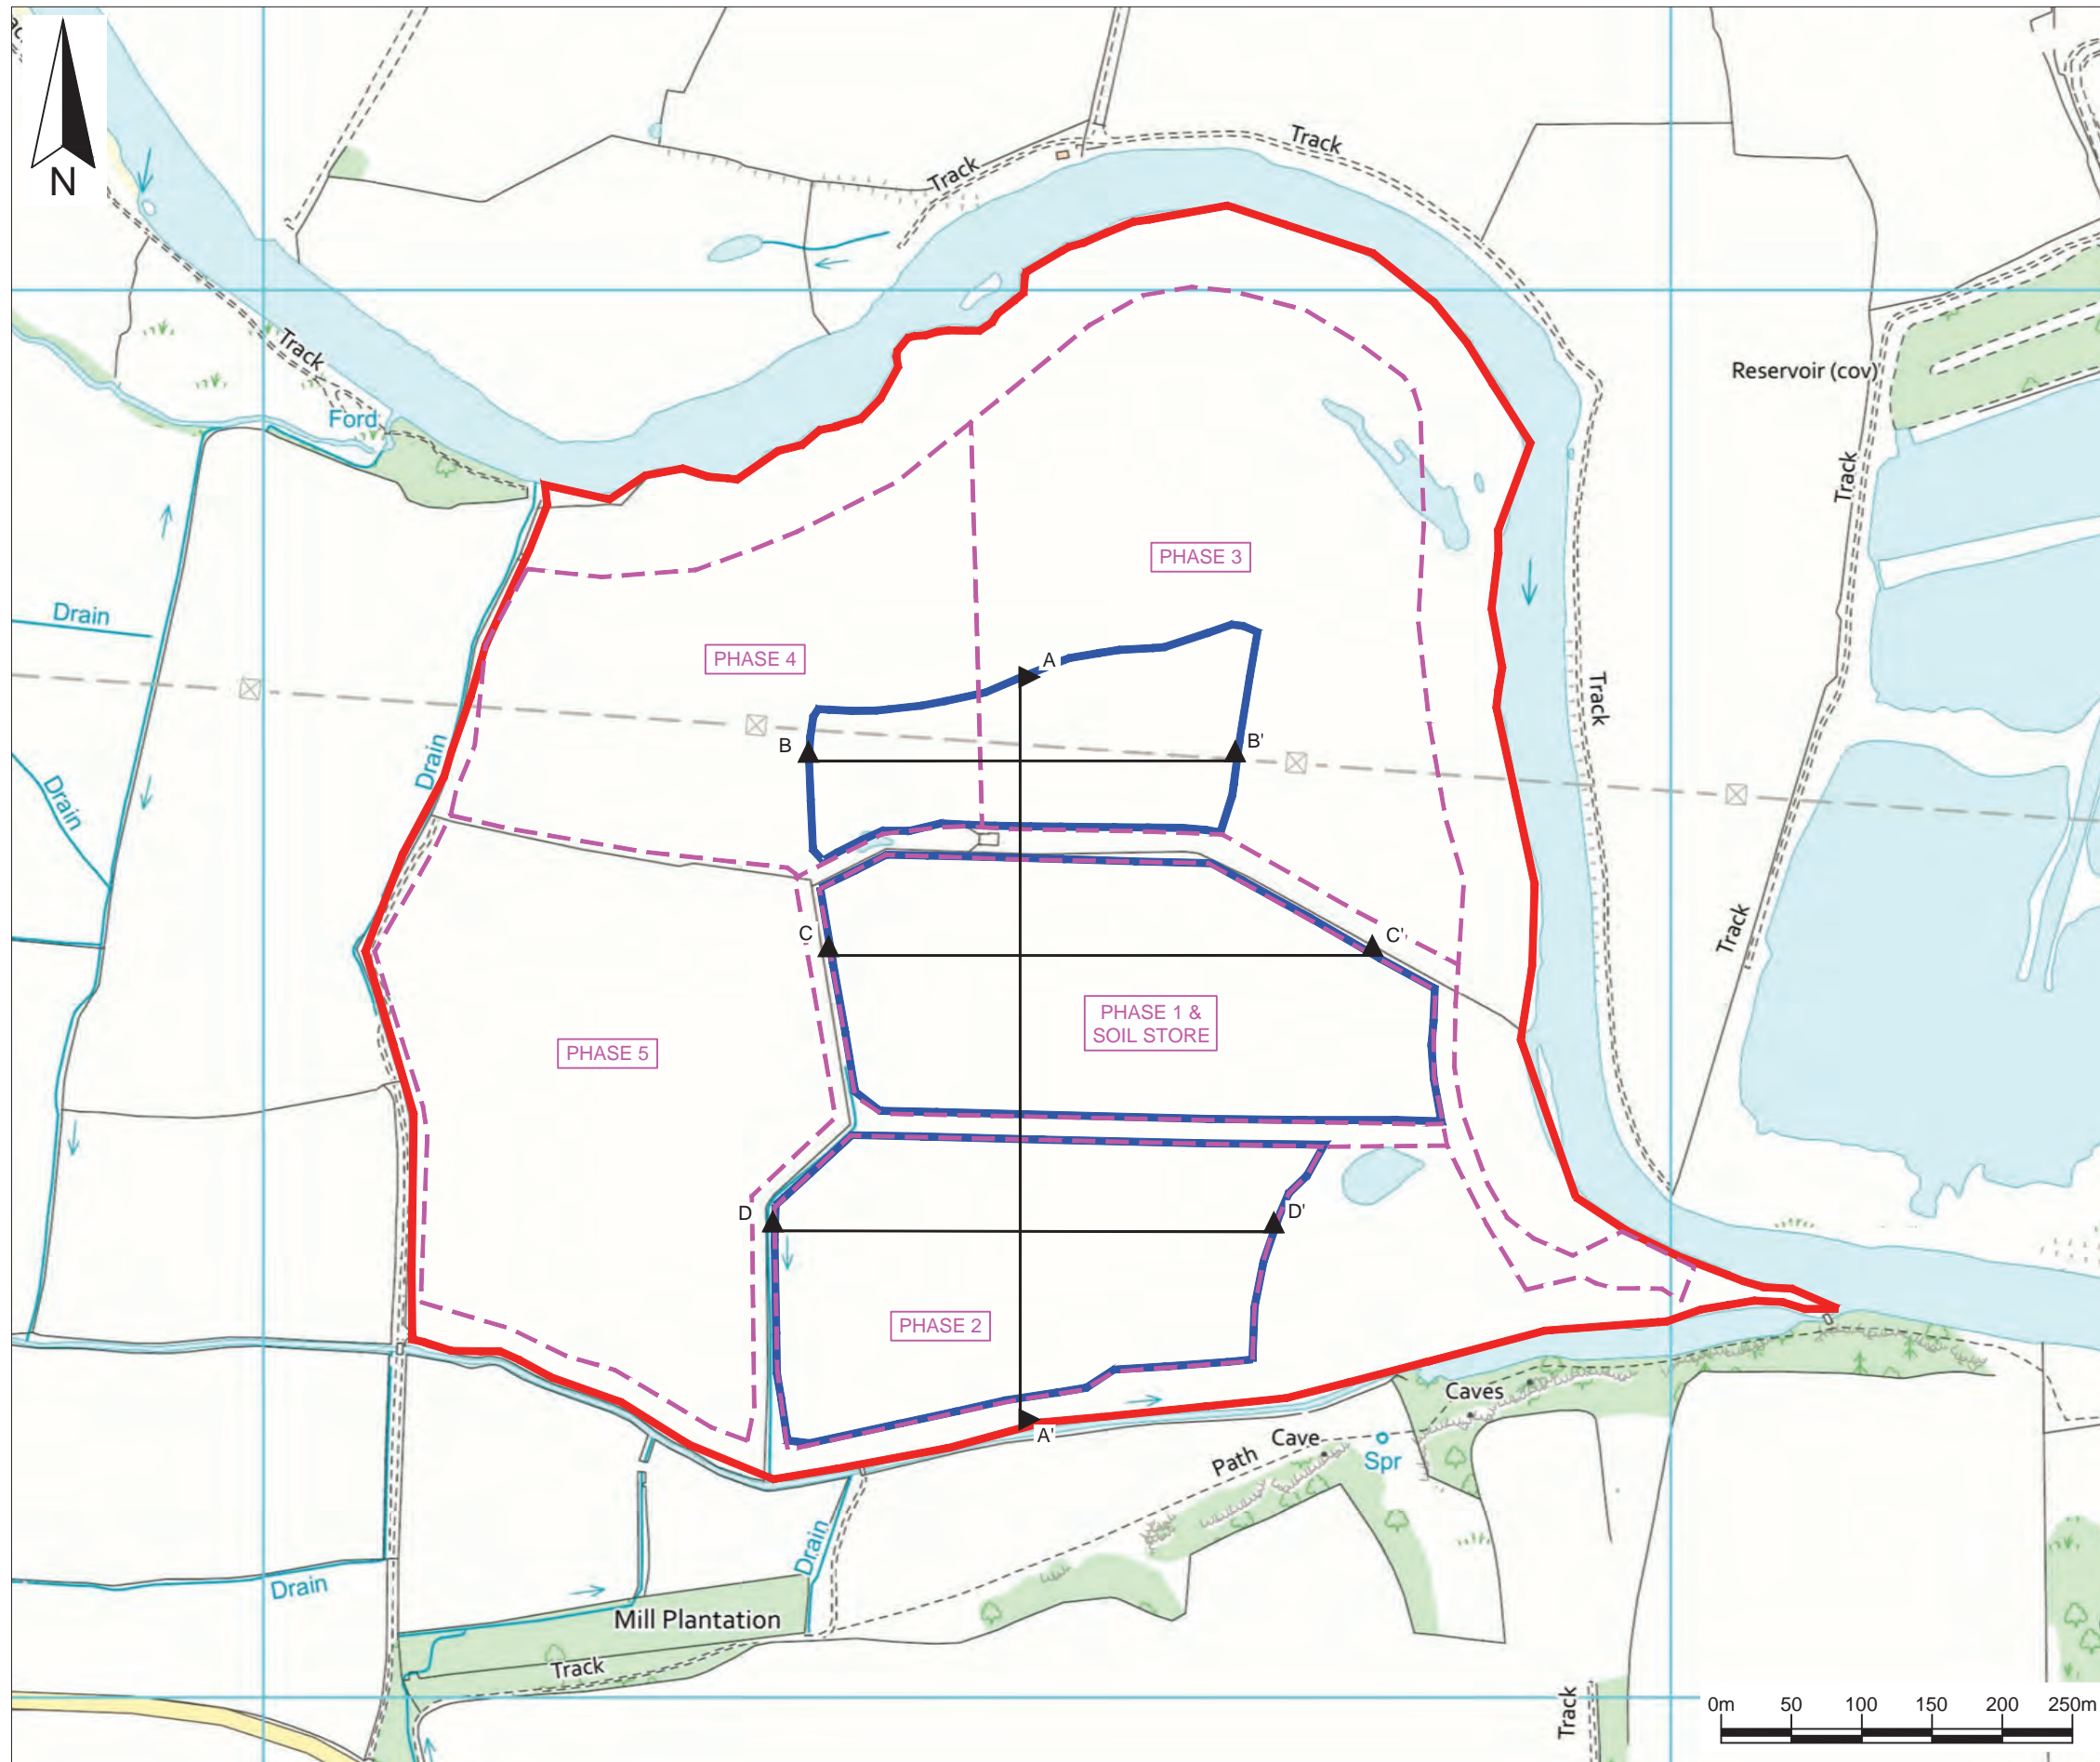 N
Track
Track
Track
Ford
Reservoir (cov)
Track
Drain
PHASE 3
PHASE 4
A
B
B'
Track
Drain
Drain
C
C'
Track
PHASE 1 &
SOIL STORE
PHASE 5
D
D'
PHASE 2
A'
Caves
Cave
Path
Spr
Drain
Drain
Mill Plantation
Track
Track
0m 50 100 150 200 250m